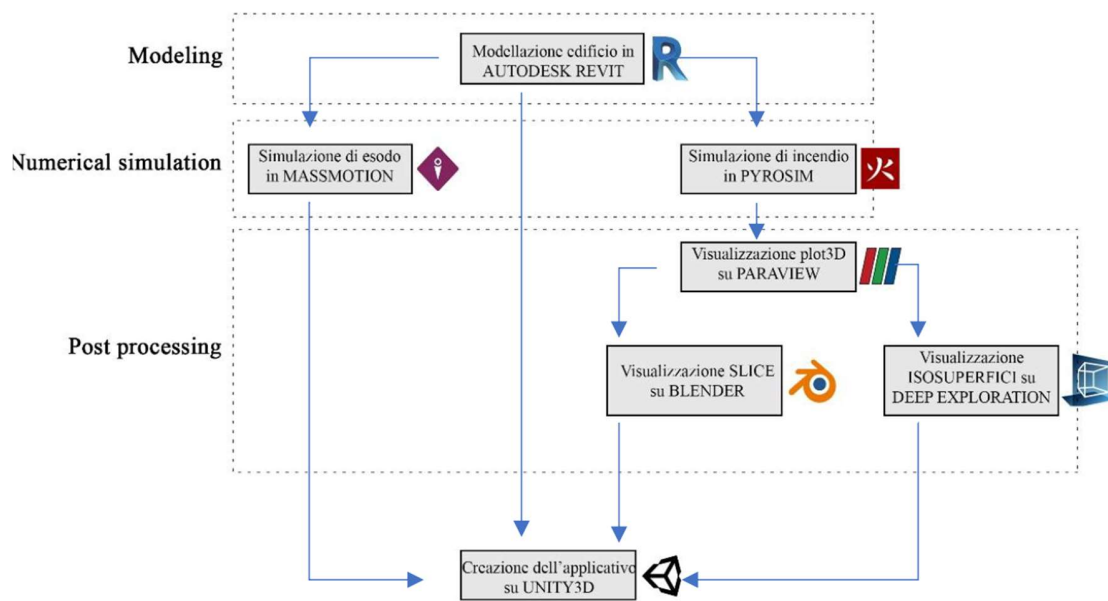 Modeling
Modellazione edificio in
AUTODESK REVIT
R
Numerical simulation
Simulazione di esodo
in MASSMOTION
Simulazione di incendio
in PYROSIM
火
Post processing
Visualizzazione plot3D
su PARAVIEW
Visualizzazione SLICE
su BLENDER
Visualizzazione
ISOSUPERFICI su
DEEP EXPLORATION
Creazione dell'applicativo
su UNITY3D